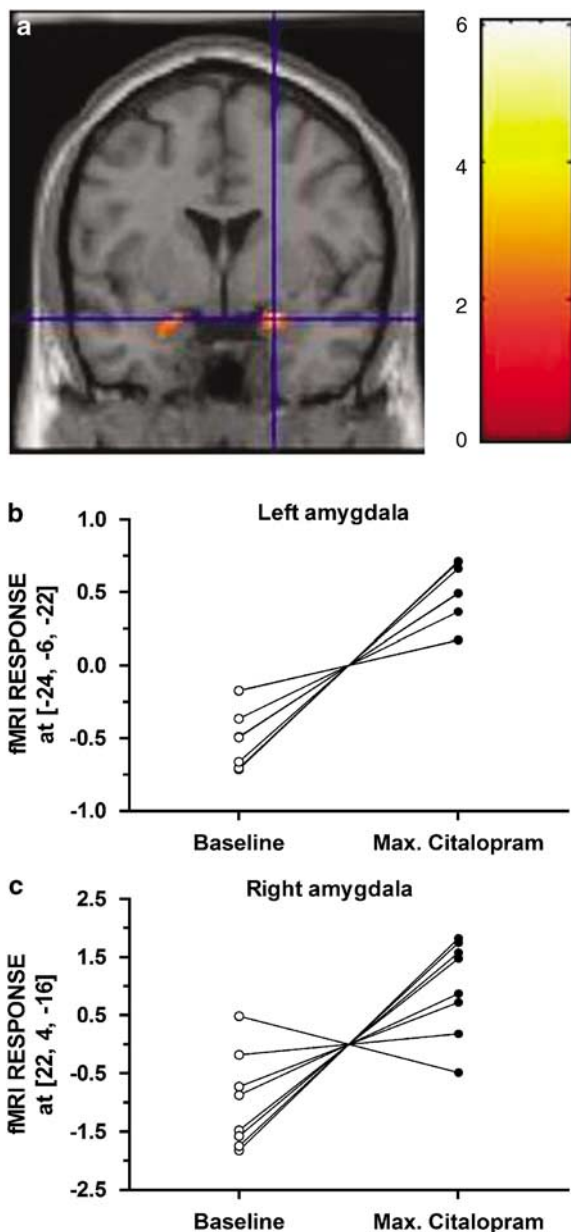 a
6
4
2
0
b
Left amygdala
fMRI RESPONSE
at [-24, -6, -22]
1.0
0.5
0.0
-0.5
-1.0
Baseline Max. Citalopram
c
Right amygdala
fMRI RESPONSE
at [22, 4, -16]
2.5
1.5
0.5
-0.5
-1.5
-2.5
Baseline Max. Citalopram